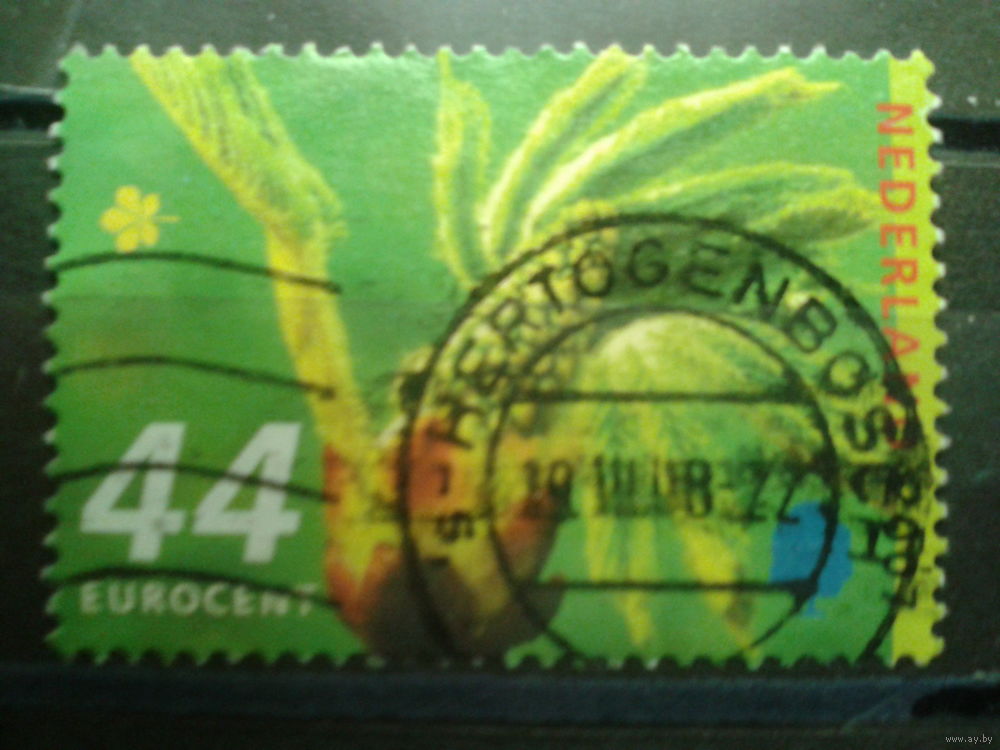 NEDERLAND
'S HERTOGENBOSCH
44
EUROCENT
www.ay.by